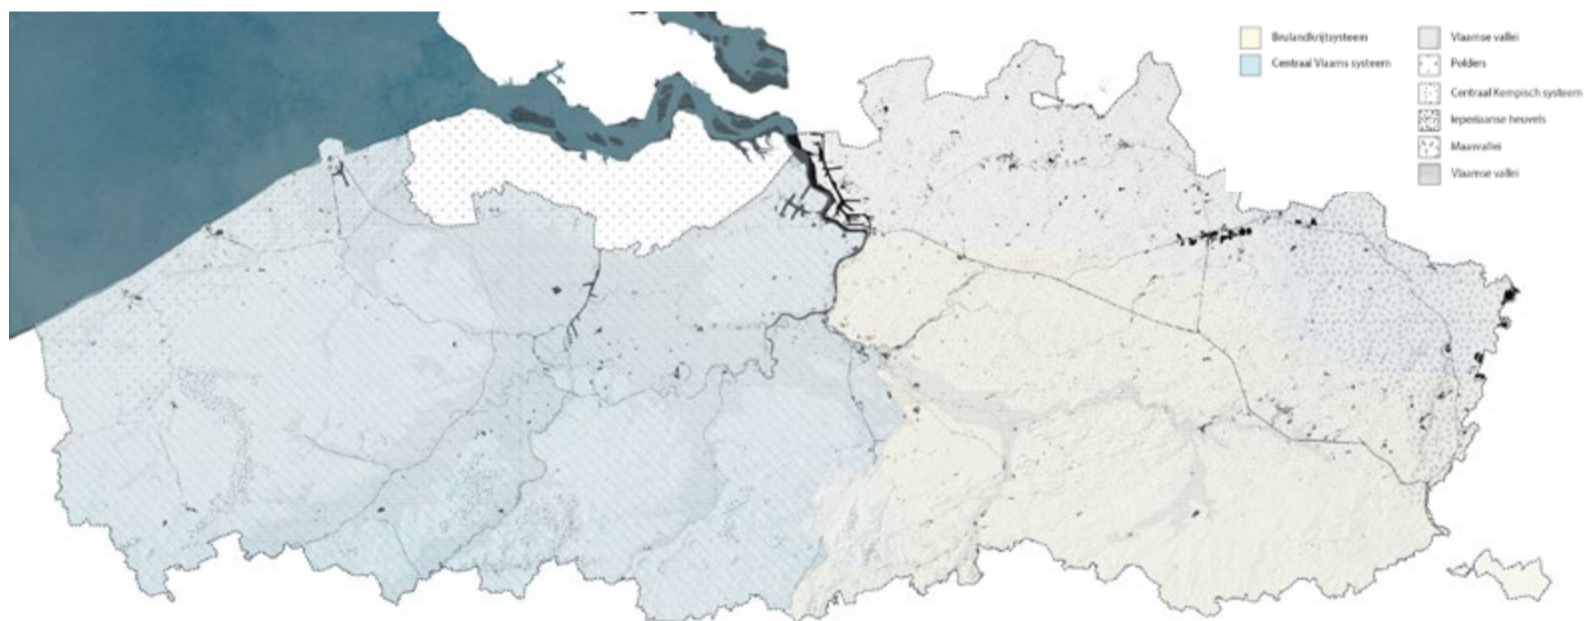 Brulandkrijtsysteem
Centraal Vlaams systeem
Vlaamse vallei
Polders
Centraal Kempisch systeem
Ieperiaanse heuvels
Maasvallei
Vlaamse vallei